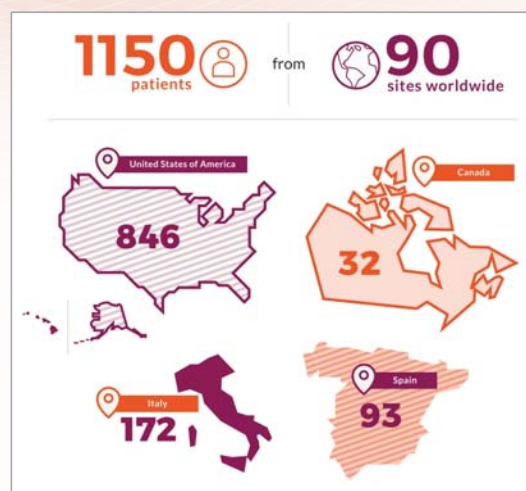 1150 from 90
patients sites worldwide
United States of America
846
Canada
32
Italy
172
Spain
93